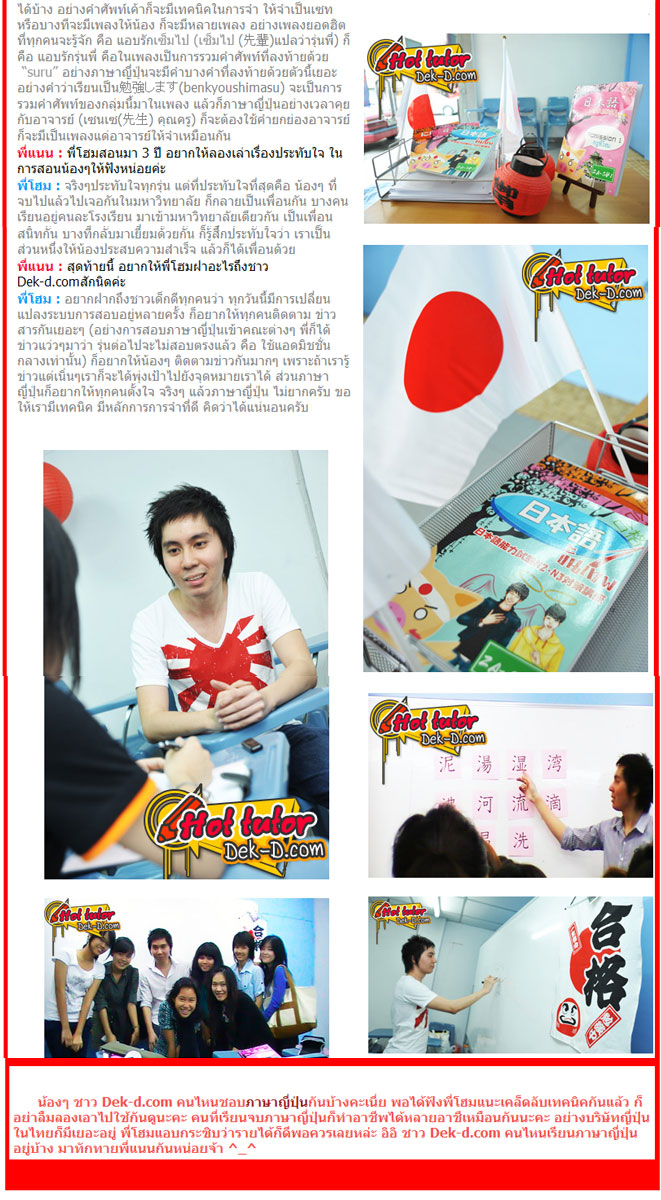 ได้บ้าง อย่างคำศัพท์เค้าก็จะมีเทคนิคในการจำ ให้จำเป็นเซท
หรือบางทีจะมีเพลงให้น้อง ก็จะมีหลายเพลง อย่างเพลงยอดฮิต
ที่ทุกคนจะรู้จัก คือ แอบรักเซ็มไป (เซ็มไป (先輩)แปลว่ารุ่นพี่) ก็
คือ แอบรักรุ่นพี่ คือในเพลงเป็นการรวมคำศัพท์ที่ลงท้ายด้วย
"suru" อย่างภาษาญี่ปุ่นจะมีคำบางคำที่ลงท้ายด้วยตัวนี้เยอะ
อย่างคำว่าเรียนเป็น勉強します(benkyoushimasu) จะเป็นการ
รวมคำศัพท์ของกลุ่มนี้มาในเพลง แล้วก็ภาษาญี่ปุ่นอย่างเวลาคุย
กับอาจารย์ (เซนเซ(先生) คุณครู) ก็จะต้องใช้คำยกย่องอาจารย์
ก็จะมีเป็นเพลงแด่อาจารย์ให้จำเหมือนกัน
พี่แนน : พี่โฮมสอนมา 3 ปี อยากให้ลองเล่าเรื่องประทับใจ ใน
การสอนน้องๆให้ฟังหน่อยค่ะ
พี่โฮม : จริงๆประทับใจทุกรุ่น แต่ที่ประทับใจที่สุดคือ น้องๆ ที่
จบไปแล้วไปเจอกันในมหาวิทยาลัย ก็กลายเป็นเพื่อนกัน บางคน
เรียนอยู่คนละโรงเรียน มาเข้ามหาวิทยาลัยเดียวกัน เป็นเพื่อน
สนิทกัน บางที่กลับมาเยี่ยมด้วยกัน ก็รู้สึกประทับใจว่า เราเป็น
ส่วนหนึ่งให้น้องประสบความสำเร็จ แล้วก็ได้เพื่อนด้วย
พี่แนน : สุดท้ายนี้ อยากให้พี่โฮมฝากอะไรถึงชาว
Dek-d.comสักนิดค่ะ
พี่โฮม : อยากฝากถึงชาวเด็กดีทุกคนว่า ทุกวันนี้มีการเปลี่ยน
แปลงระบบการสอบอยู่หลายครั้ง ก็อยากให้ทุกคนติดตาม ข่าว
สารกันเยอะๆ (อย่างการสอบภาษาญี่ปุ่นเข้าคณะต่างๆ พี่ก็ได้
ข่าวแว่วๆมาว่า รุ่นต่อไปจะไม่สอบตรงแล้ว คือ ใช้แอดมิชชั่น
กลางเท่านั้น) ก็อยากให้น้องๆ ติดตามข่าวกันมากๆ เพราะถ้าเรารู้
ข่าวแต่เนิ่นๆเราก็จะได้พุ่งเป้าไปยังจุดหมายเราได้ ส่วนภาษา
ญี่ปุ่นก็อยากให้ทุกคนตั้งใจ จริงๆ แล้วภาษาญี่ปุ่น ไม่ยากครับ ขอ
ให้เรามีเทคนิค มีหลักการการจำที่ดี คิดว่าได้แน่นอนครับ
Hot tutor
Dek-D.com
日本語
日本語
Hot tutor
Dek-D.com
日本語
Hot tutor
Dek-D.com
Hot tutor
Dek-D.com
泥 湯 湿 湾
河 流 滴
洗
Hot tutor
Dek-D.com
合格
Hot tutor
Dek-D.com
合格
น้องๆ ชาว Dek-d.com คนไหนชอบภาษาญี่ปุ่นกันบ้างคะเนี่ย พอได้ฟังพี่โฮมแนะเคล็ดลับเทคนิคกันแล้ว ก็
อย่าลืมลองเอาไปใช้กันดูนะคะ คนที่เรียนจบภาษาญี่ปุ่นก็ทำอาชีพได้หลายอาชีเหมือนกันนะคะ อย่างบริษัทญี่ปุ่น
ในไทยก็มีเยอะอยู่ พี่โฮมแอบกระซิบว่ารายได้ก็ดีพอควรเลยหล่ะ อิอิ ชาว Dek-d.com คนไหนเรียนภาษาญี่ปุ่น
อยู่บ้าง มาทักทายพี่แนนกันหน่อยจ้า ^_^